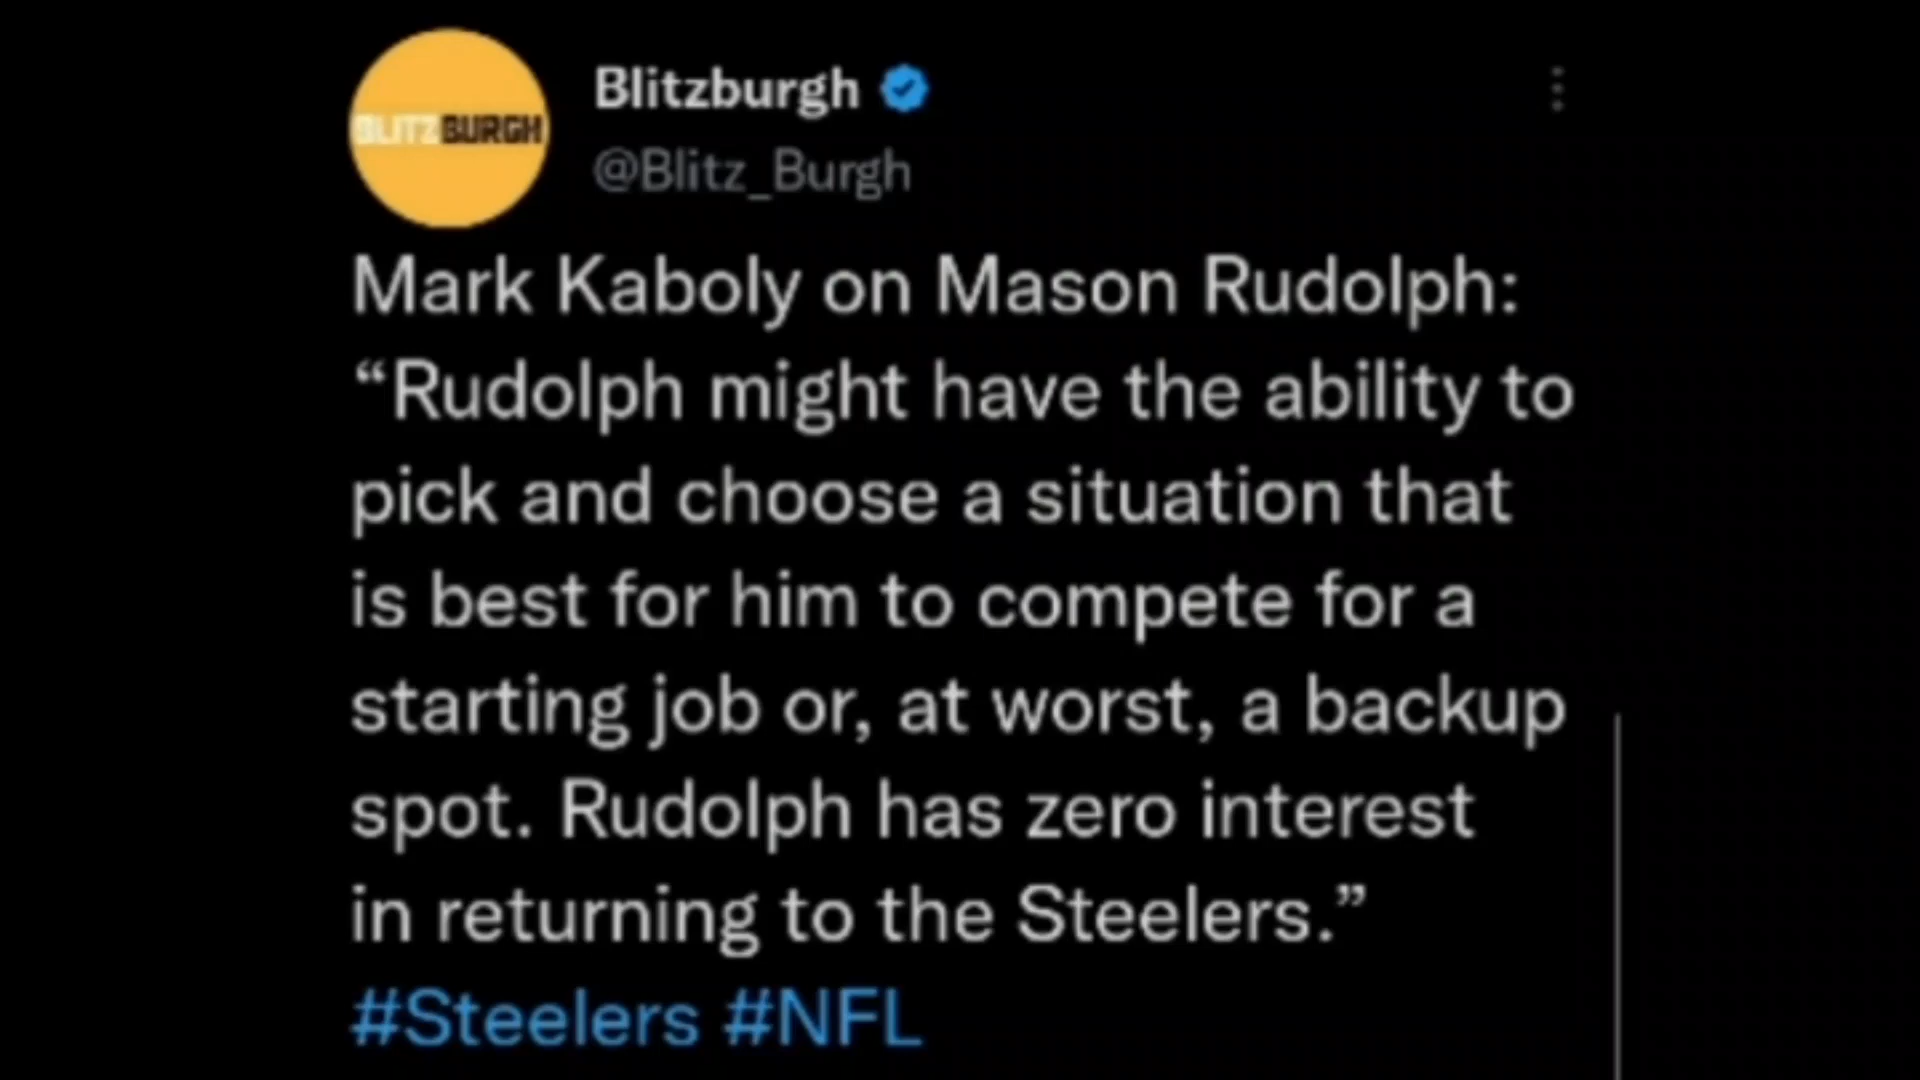 BLITZBURGH
Blitzburgh
@Blitz_Burgh
Mark Kaboly on Mason Rudolph:
“Rudolph might have the ability to
pick and choose a situation that
is best for him to compete for a
starting job or, at worst, a backup
spot. Rudolph has zero interest
in returning to the Steelers.”
#Steelers #NFL